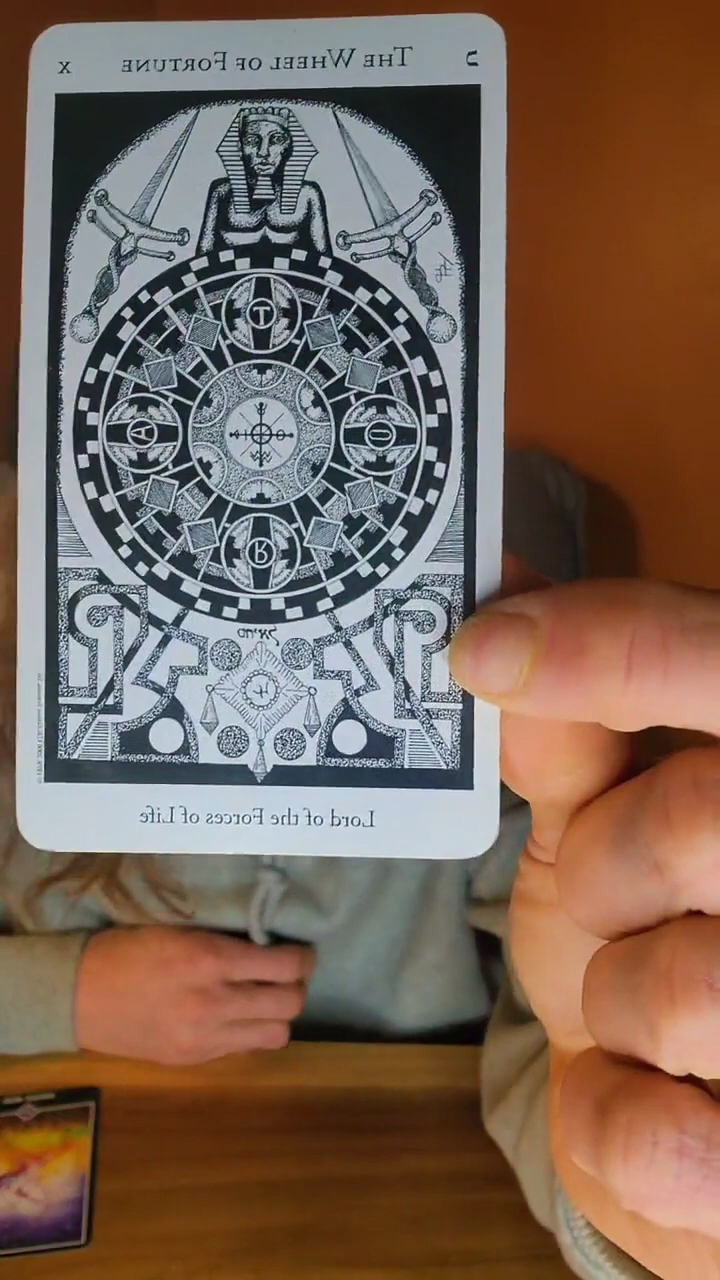 X THE WHEEL OF FORTUNE כ
T
A O
R
Lord of the Forces of Life